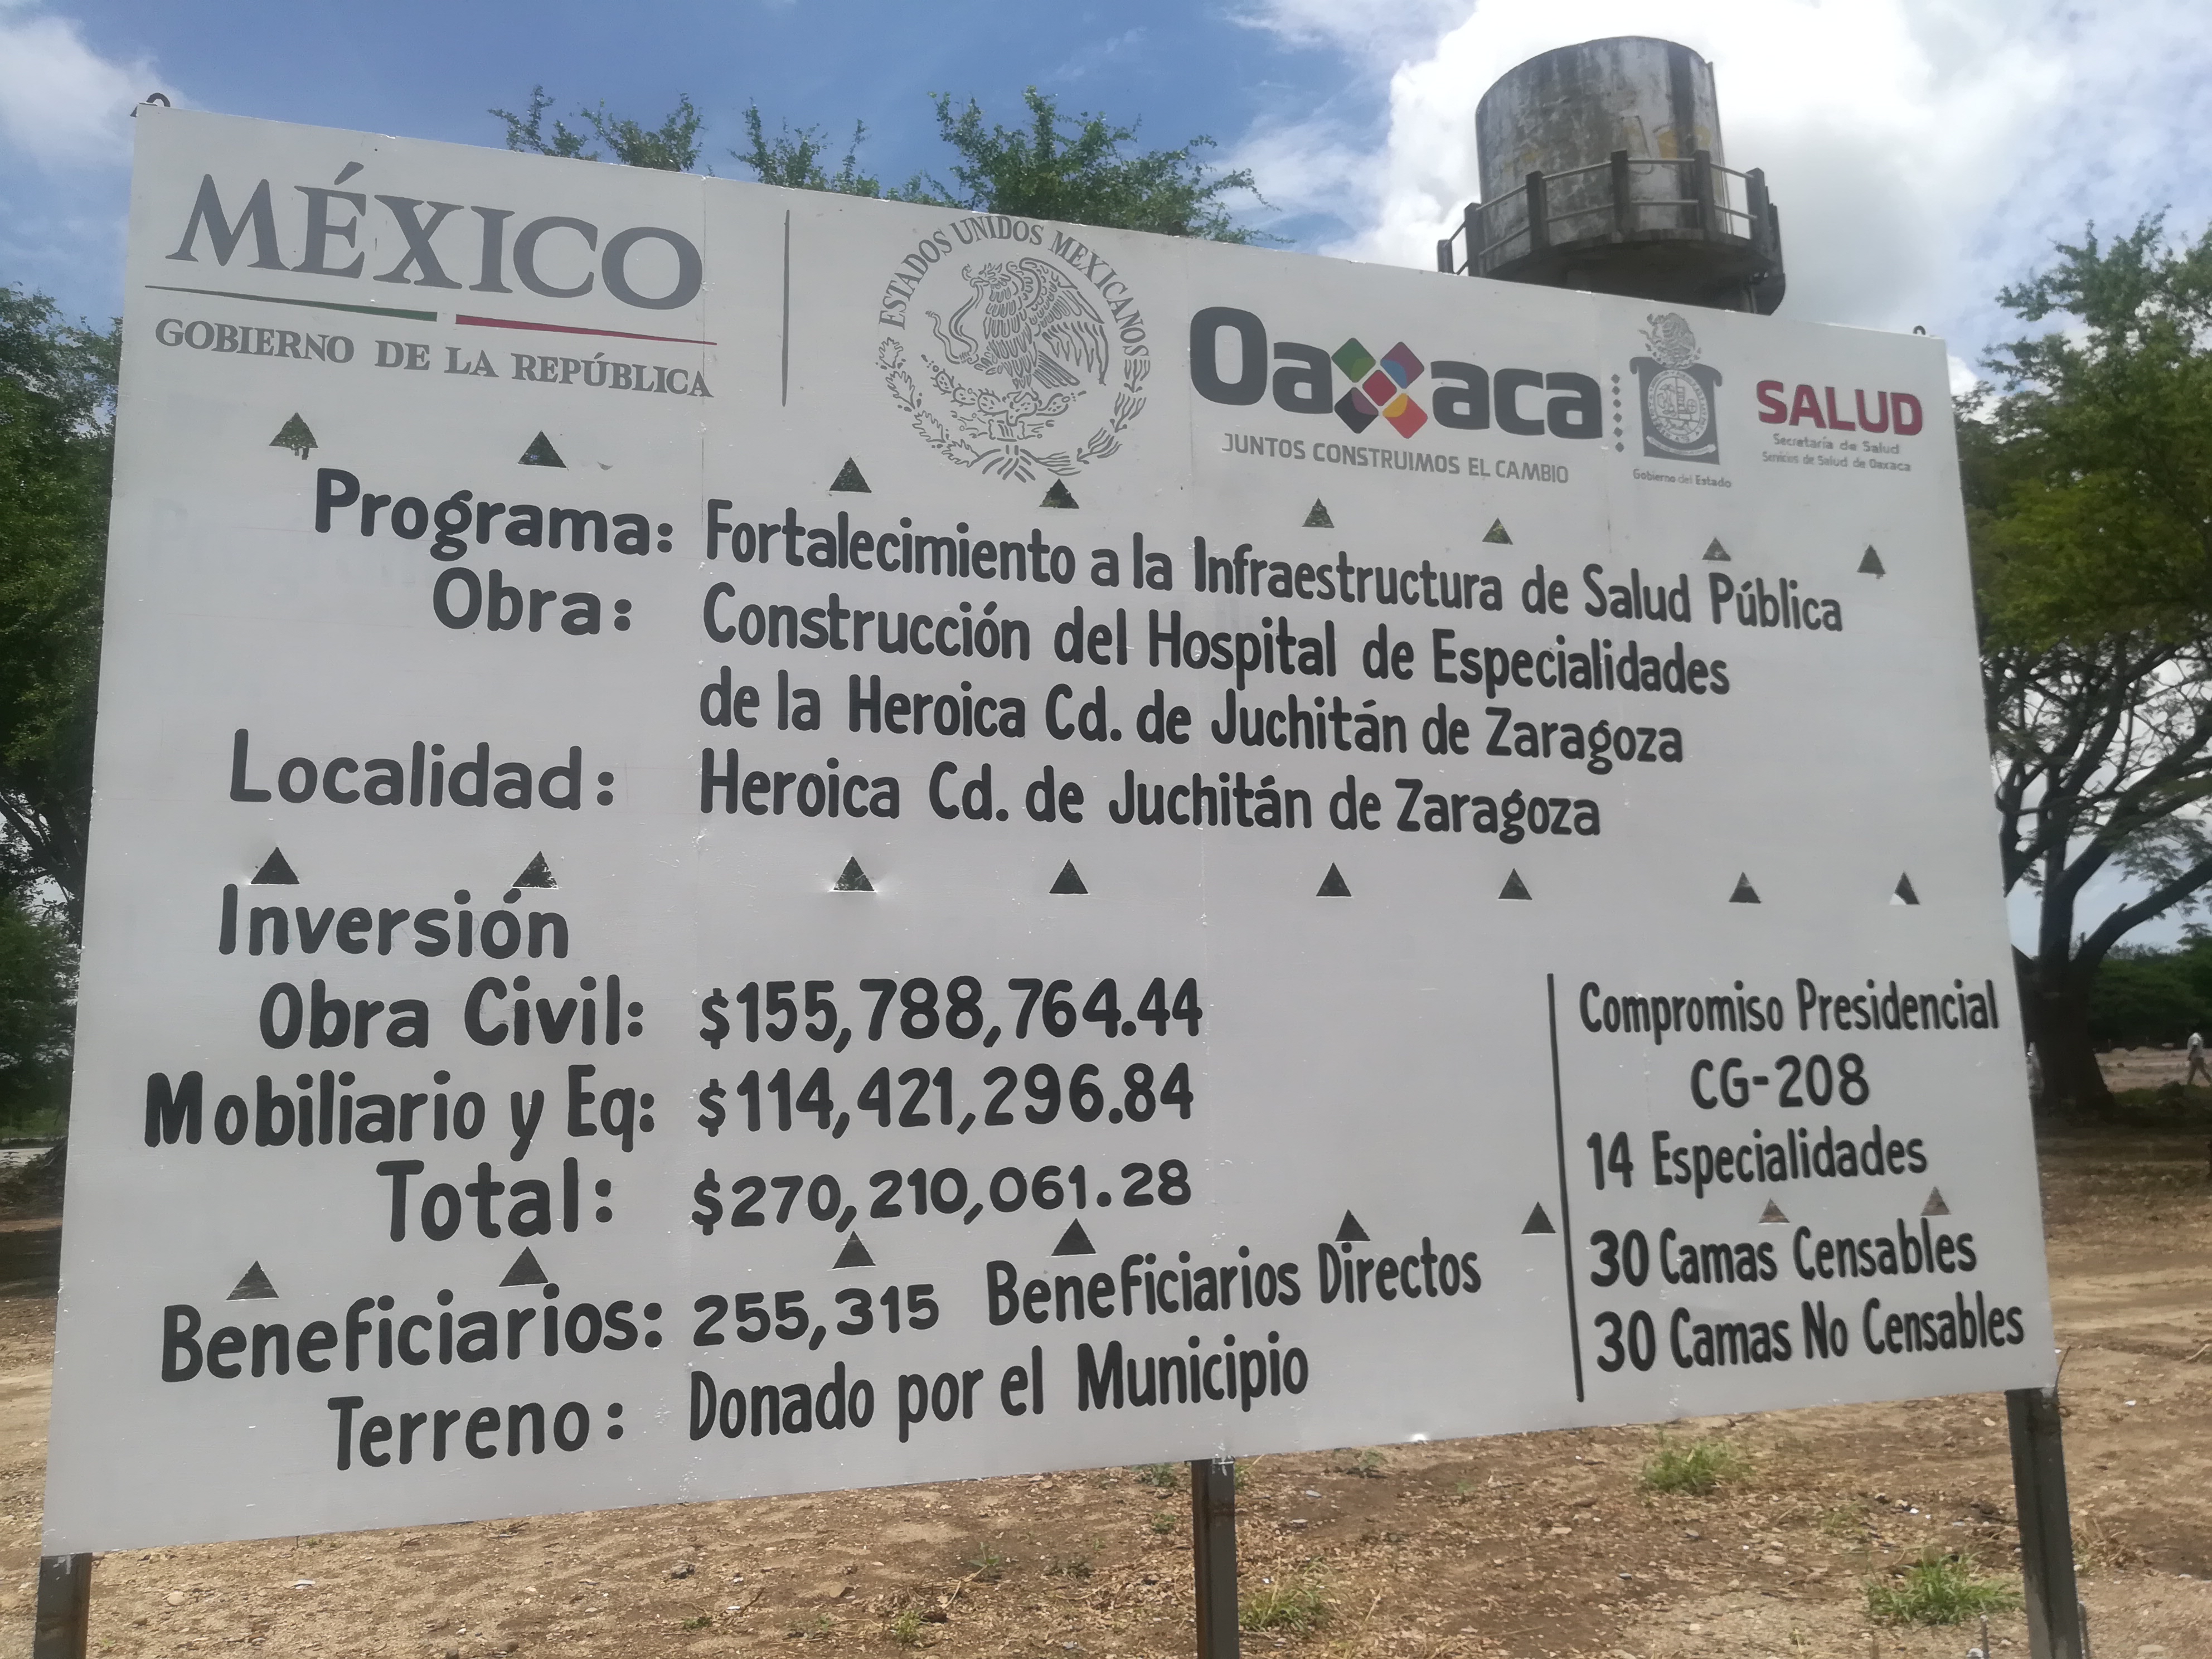 MÉXICO
GOBIERNO DE LA REPÚBLICA
ESTADOS UNIDOS MEXICANOS
Oaxaca
JUNTOS CONSTRUIMOS EL CAMBIO
Gobierno del Estado
SALUD
Secretaría de Salud
Servicios de Salud de Oaxaca
Programa: Fortalecimiento a la Infraestructura de Salud Pública
Obra: Construcción del Hospital de Especialidades
de la Heroica Cd. de Juchitán de Zaragoza
Localidad: Heroica Cd. de Juchitán de Zaragoza
Inversión
Obra Civil: $155,788,764.44
Mobiliario y Eq: $114,421,296.84
Total: $270,210,061.28
Beneficiarios: 255,315 Beneficiarios Directos
Terreno: Donado por el Municipio
Compromiso Presidencial
CG-208
14 Especialidades
30 Camas Censables
30 Camas No Censables